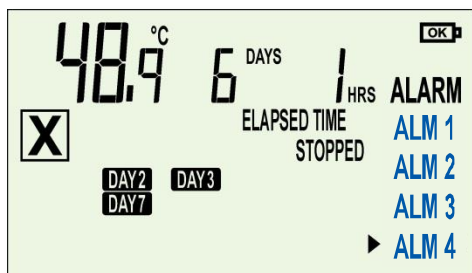 48.9 °C 6 DAYS 1 HRS OK
ALARM
X ELAPSED TIME ALM 1
STOPPED
DAY2 DAY3 ALM 2
DAY7 ALM 3
ALM 4